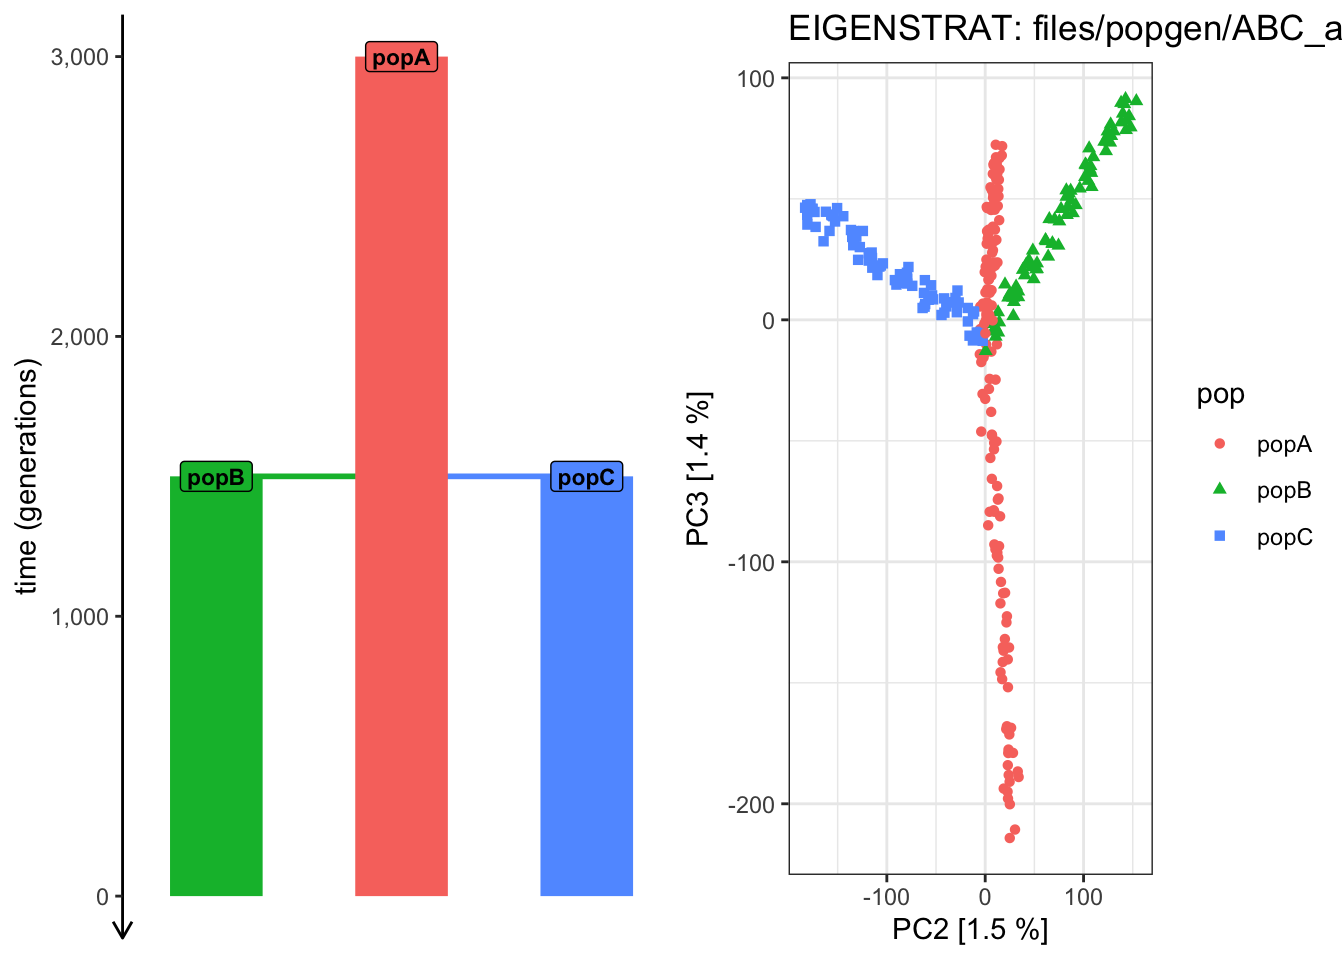 time (generations)
3,000
2,000
1,000
0
popA
popB
popC
EIGENSTRAT: files/popgen/ABC_a
PC3 [1.4 %]
100
0
-100
-200
-100
0
100
PC2 [1.5 %]
pop
popA
popB
popC